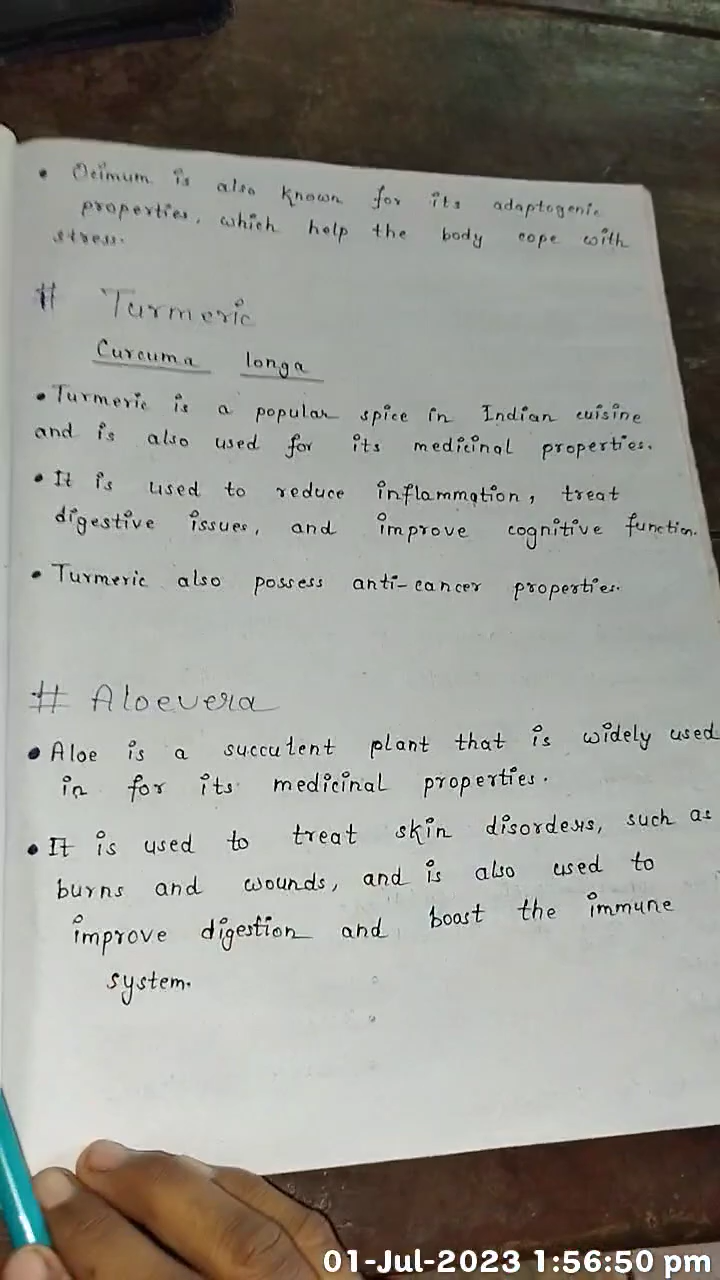 • Ocimum is also known for its adaptogenic
properties, which help the body cope with
stress.
# Turmeric
Curcuma longa
• Turmeric is a popular spice in Indian cuisine
and is also used for its medicinal properties.
• It is used to reduce inflammation, treat
digestive issues, and improve cognitive function.
• Turmeric also possess anti-cancer properties.
# Aloevera
• Aloe is a succulent plant that is widely used
in for its medicinal properties.
• It is used to treat skin disorders, such as
burns and wounds, and is also used to
improve digestion and boast the immune
system.
01-Jul-2023 1:56:50 pm